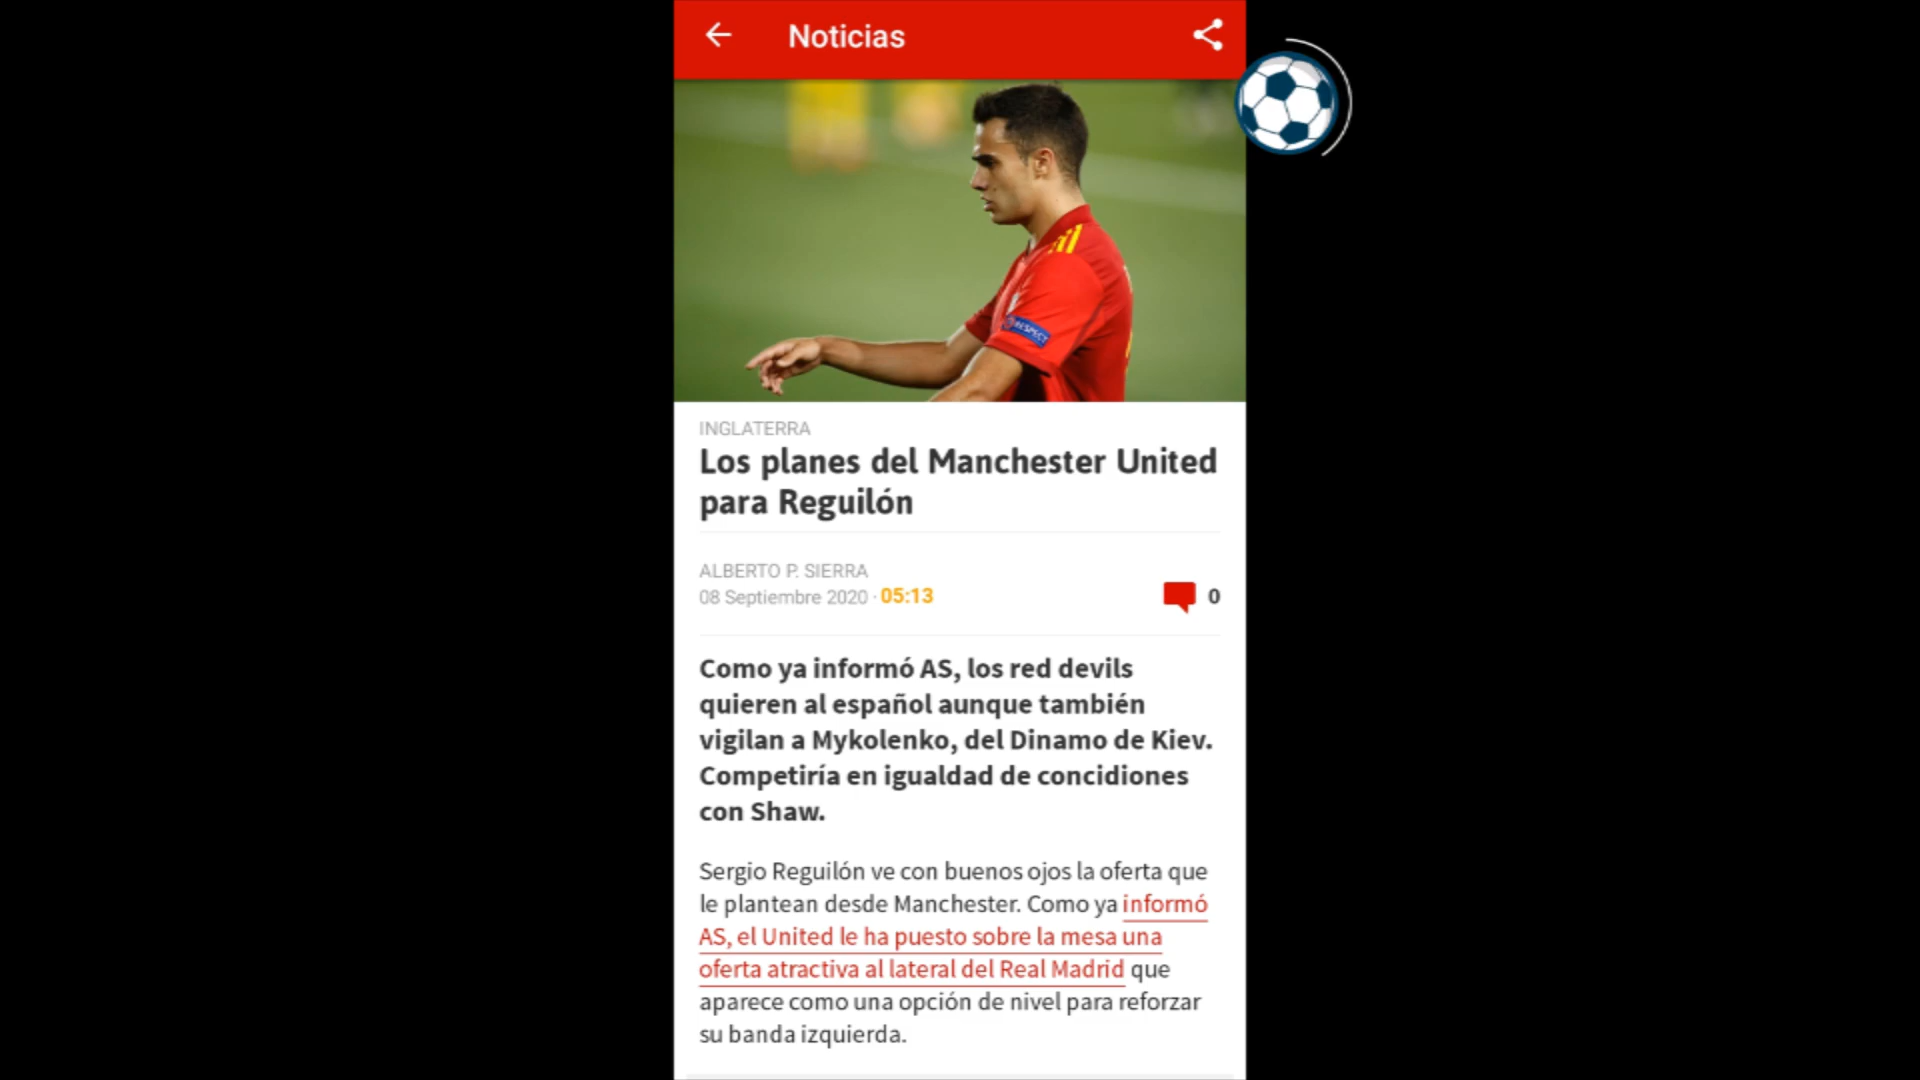 Noticias
RESPECT
INGLATERRA
Los planes del Manchester United
para Reguilón
ALBERTO P. SIERRA
08 Septiembre 2020 · 05:13
0
Como ya informó AS, los red devils
quieren al español aunque también
vigilan a Mykolenko, del Dinamo de Kiev.
Competiría en igualdad de concidiones
con Shaw.
Sergio Reguilón ve con buenos ojos la oferta que
le plantean desde Manchester. Como ya informó
AS, el United le ha puesto sobre la mesa una
oferta atractiva al lateral del Real Madrid que
aparece como una opción de nivel para reforzar
su banda izquierda.